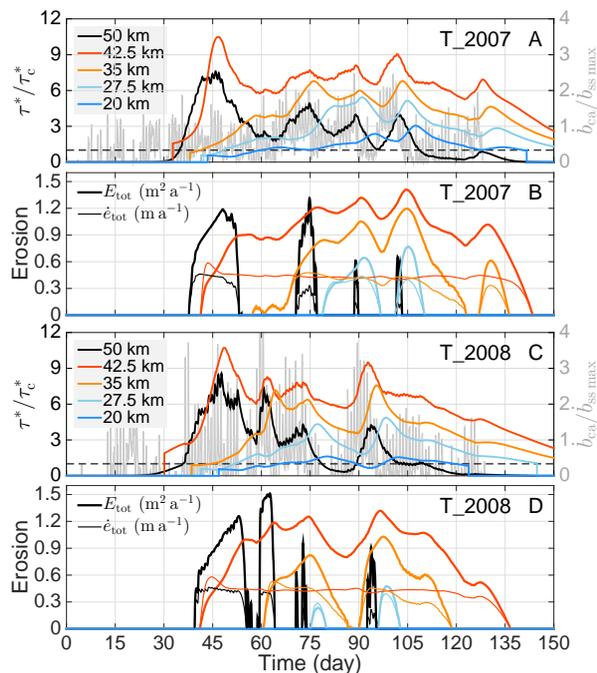 12
9
6
3
0
τ*/τ*c
50 km
42.5 km
35 km
27.5 km
20 km
T_2007 A
4
3
2
1
0
ḃca/ḃss max
1.5
1.2
0.9
0.6
0.3
0
Erosion
Etot (m² a⁻¹)
ėtot (m a⁻¹)
T_2007 B
12
9
6
3
0
τ*/τ*c
50 km
42.5 km
35 km
27.5 km
20 km
T_2008 C
4
3
2
1
0
ḃca/ḃss max
1.5
1.2
0.9
0.6
0.3
0
Erosion
Etot (m² a⁻¹)
ėtot (m a⁻¹)
T_2008 D
0 15 30 45 60 75 90 105 120 135 150
Time (day)